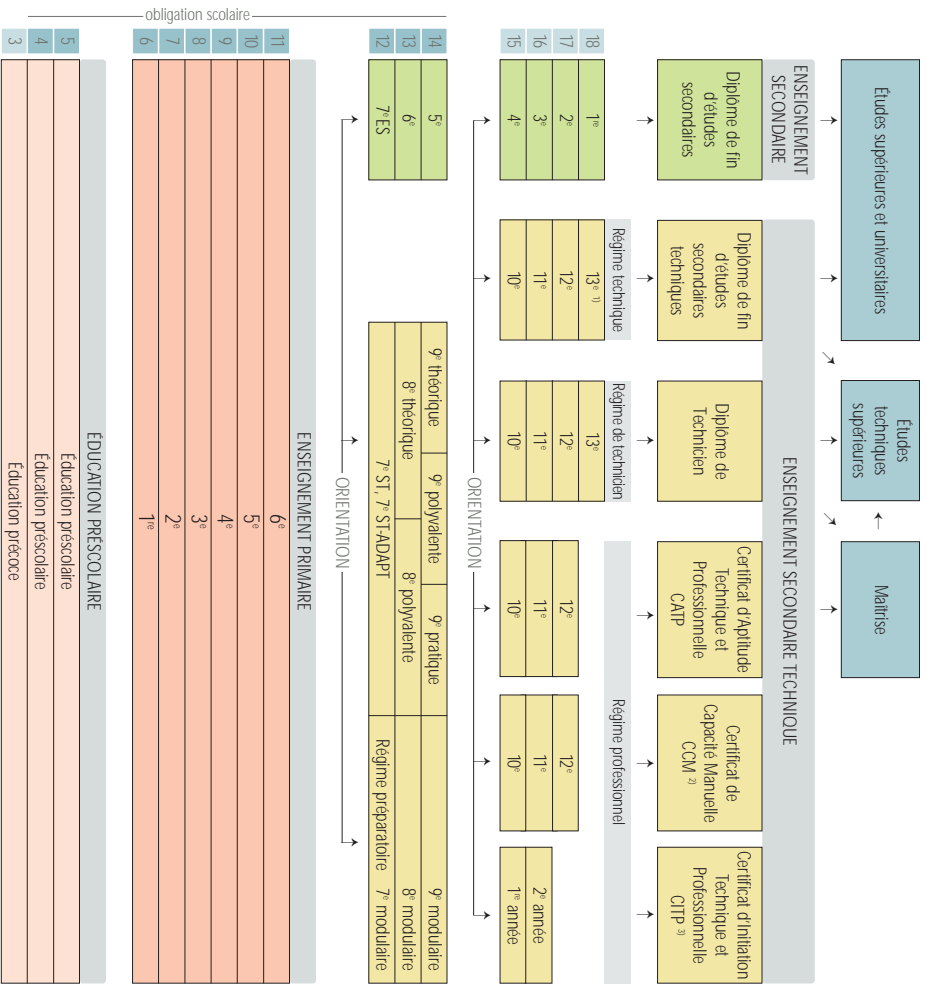 Études supérieures et universitaires
Études
techniques
supérieures
Maîtrise
ENSEIGNEMENT
SECONDAIRE
ENSEIGNEMENT SECONDAIRE TECHNIQUE
Diplôme de fin
d'études
secondaires
Diplôme de fin
d'études
secondaires
techniques
Diplôme de
Technicien
Certificat d'Aptitude
Technique et
Professionnelle
CATP
Certificat de
Capacité Manuelle
CCM 2)
Certificat d'Initiation
Technique et
Professionnelle
CITP 3)
Régime technique
Régime de technicien
Régime professionnel
18 1re 13e 1) 13e
17 2e 12e 12e 12e 12e
16 3e 11e 11e 11e 11e 2e année
15 4e 10e 10e 10e 10e 1re année
ORIENTATION
14 5e 9e théorique 9e polyvalente 9e pratique 9e modulaire
13 6e 8e théorique 8e polyvalente 8e modulaire
12 7e ES 7e ST, 7e ST-ADAPT Régime préparatoire 7e modulaire
ORIENTATION
ENSEIGNEMENT PRIMAIRE
11 6e
10 5e
9 4e
8 3e
7 2e
6 1re
ÉDUCATION PRÉSCOLAIRE
5 Éducation préscolaire
4 Éducation préscolaire
3 Éducation précoce
obligation scolaire